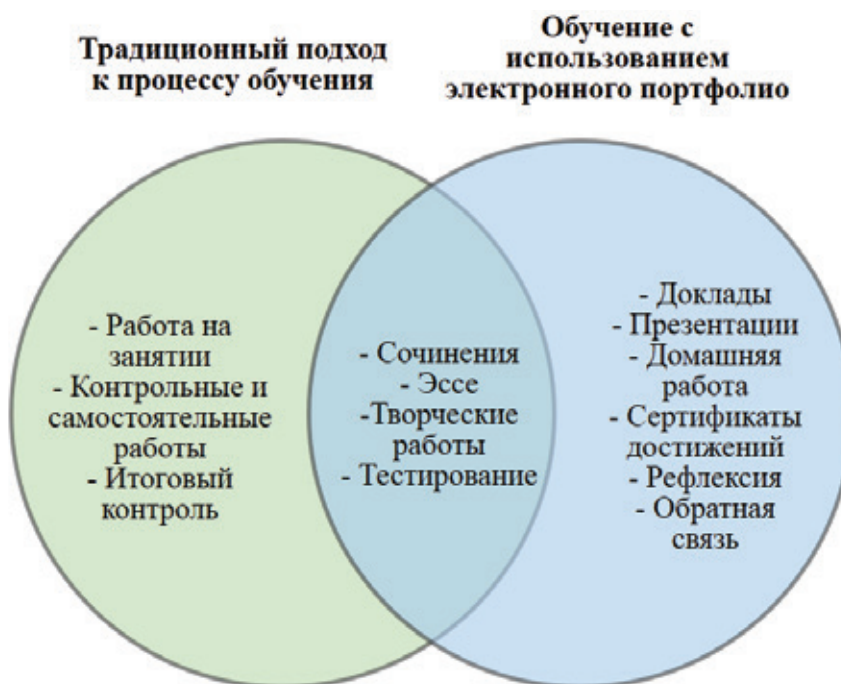 Традиционный подход
к процессу обучения
Обучение с
использованием
электронного портфолио
- Работа на
занятии
- Контрольные и
самостоятельные
работы
- Итоговый
контроль
- Сочинения
- Эссе
-Творческие
работы
- Тестирование
- Доклады
- Презентации
- Домашняя
работа
- Сертификаты
достижений
- Рефлексия
- Обратная
связь